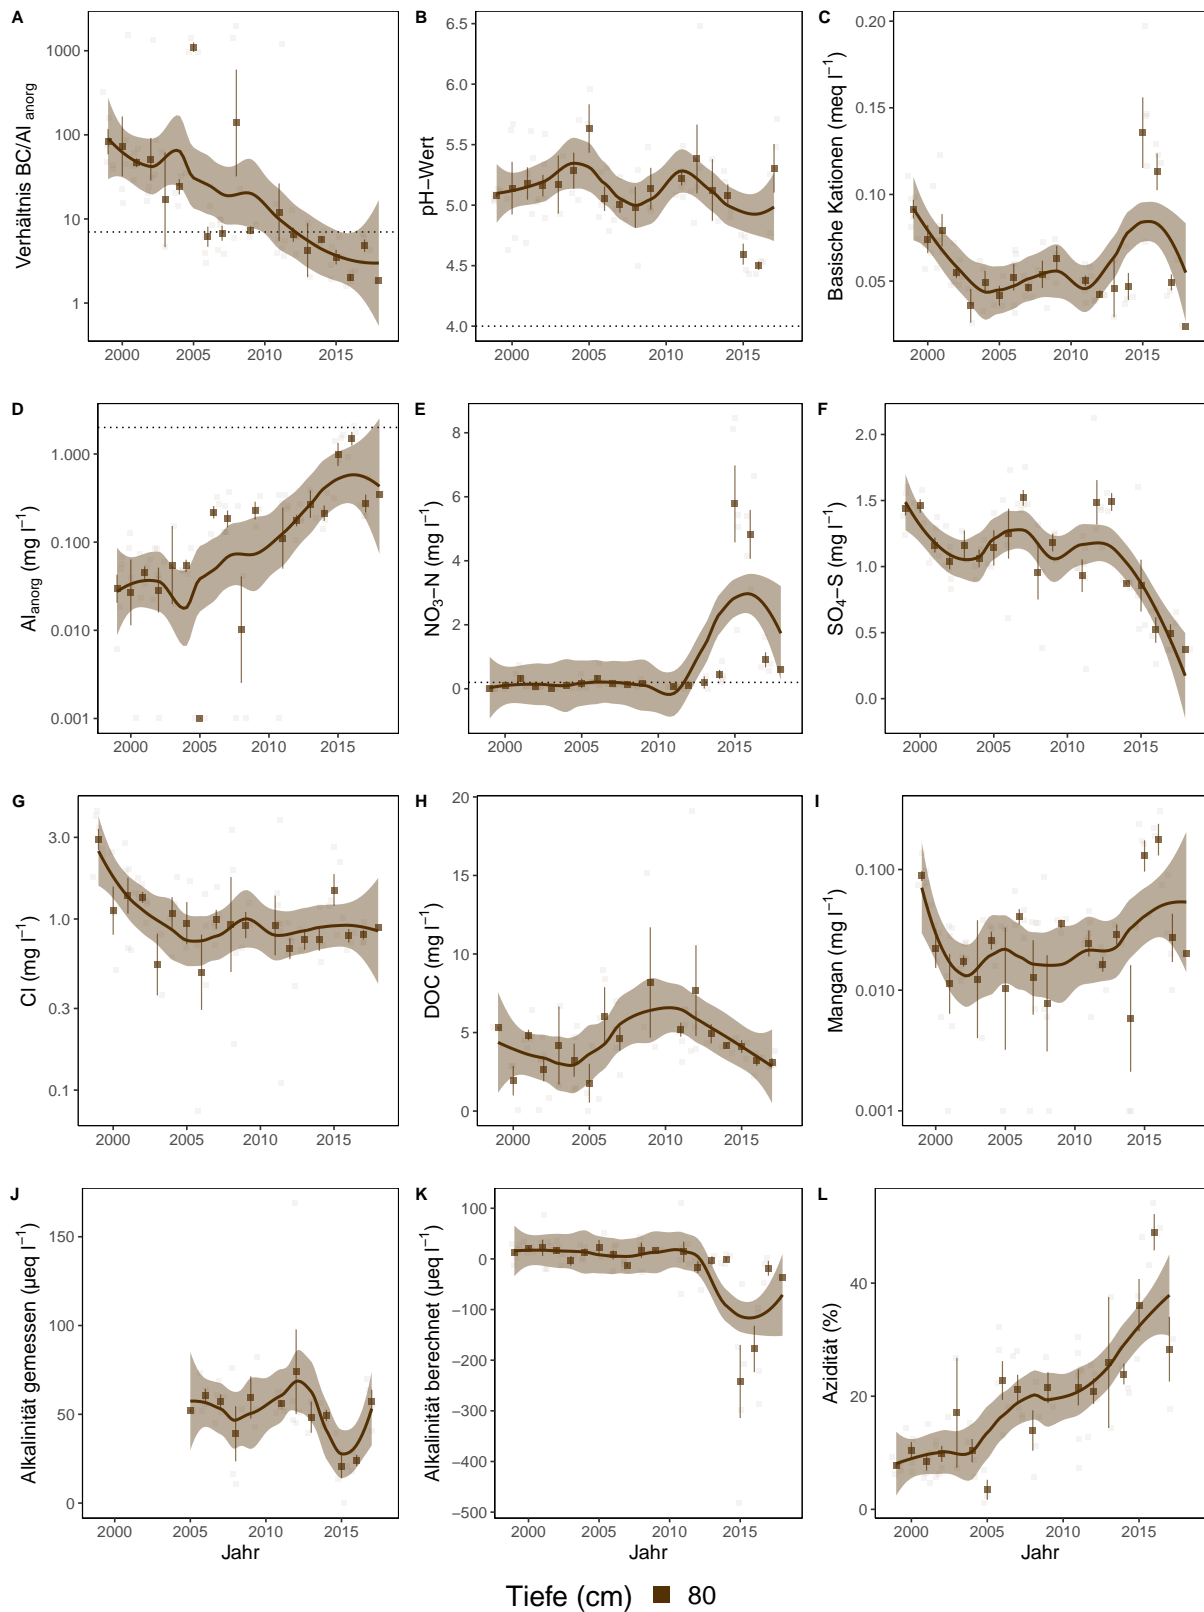 A
Verhältnis BC/Al anorg
1000
100
10
1
2000 2005 2010 2015
B
pH−Wert
6.5
6.0
5.5
5.0
4.5
4.0
2000 2005 2010 2015
C
Basische Kationen (meq l−1)
0.20
0.15
0.10
0.05
2000 2005 2010 2015
D
Alanorg (mg l−1)
1.000
0.100
0.010
0.001
2000 2005 2010 2015
E
NO3−N (mg l−1)
8
6
4
2
0
2000 2005 2010 2015
F
SO4−S (mg l−1)
2.0
1.5
1.0
0.5
0.0
2000 2005 2010 2015
G
Cl (mg l−1)
3.0
1.0
0.3
0.1
2000 2005 2010 2015
H
DOC (mg l−1)
20
15
10
5
0
2000 2005 2010 2015
I
Mangan (mg l−1)
0.100
0.010
0.001
2000 2005 2010 2015
J
Alkalinität gemessen (µeq l−1)
150
100
50
0
2000 2005 2010 2015
Jahr
K
Alkalinität berechnet (µeq l−1)
100
0
−100
−200
−300
−400
−500
2000 2005 2010 2015
Jahr
L
Azidität (%)
40
20
0
2000 2005 2010 2015
Jahr
Tiefe (cm) 80